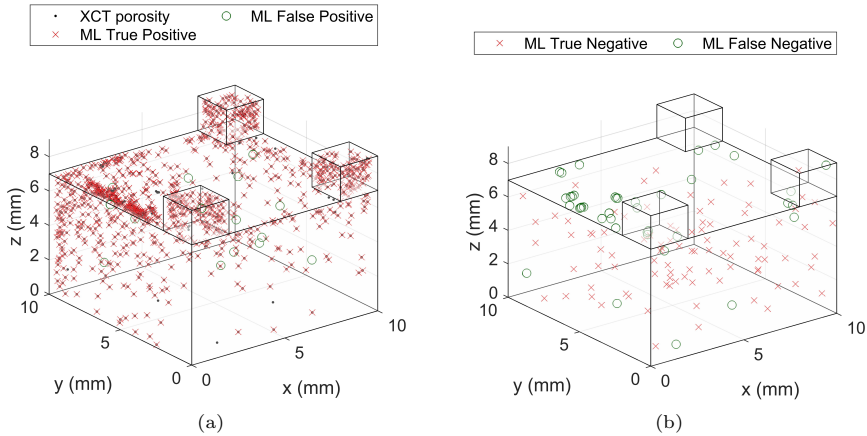 XCT porosity
ML False Positive
ML True Positive
8
6
4
2
0
z (mm)
10
5
0
y (mm)
0
5
10
x (mm)
(a)
ML True Negative
ML False Negative
8
6
4
2
0
z (mm)
10
5
0
y (mm)
0
5
10
x (mm)
(b)